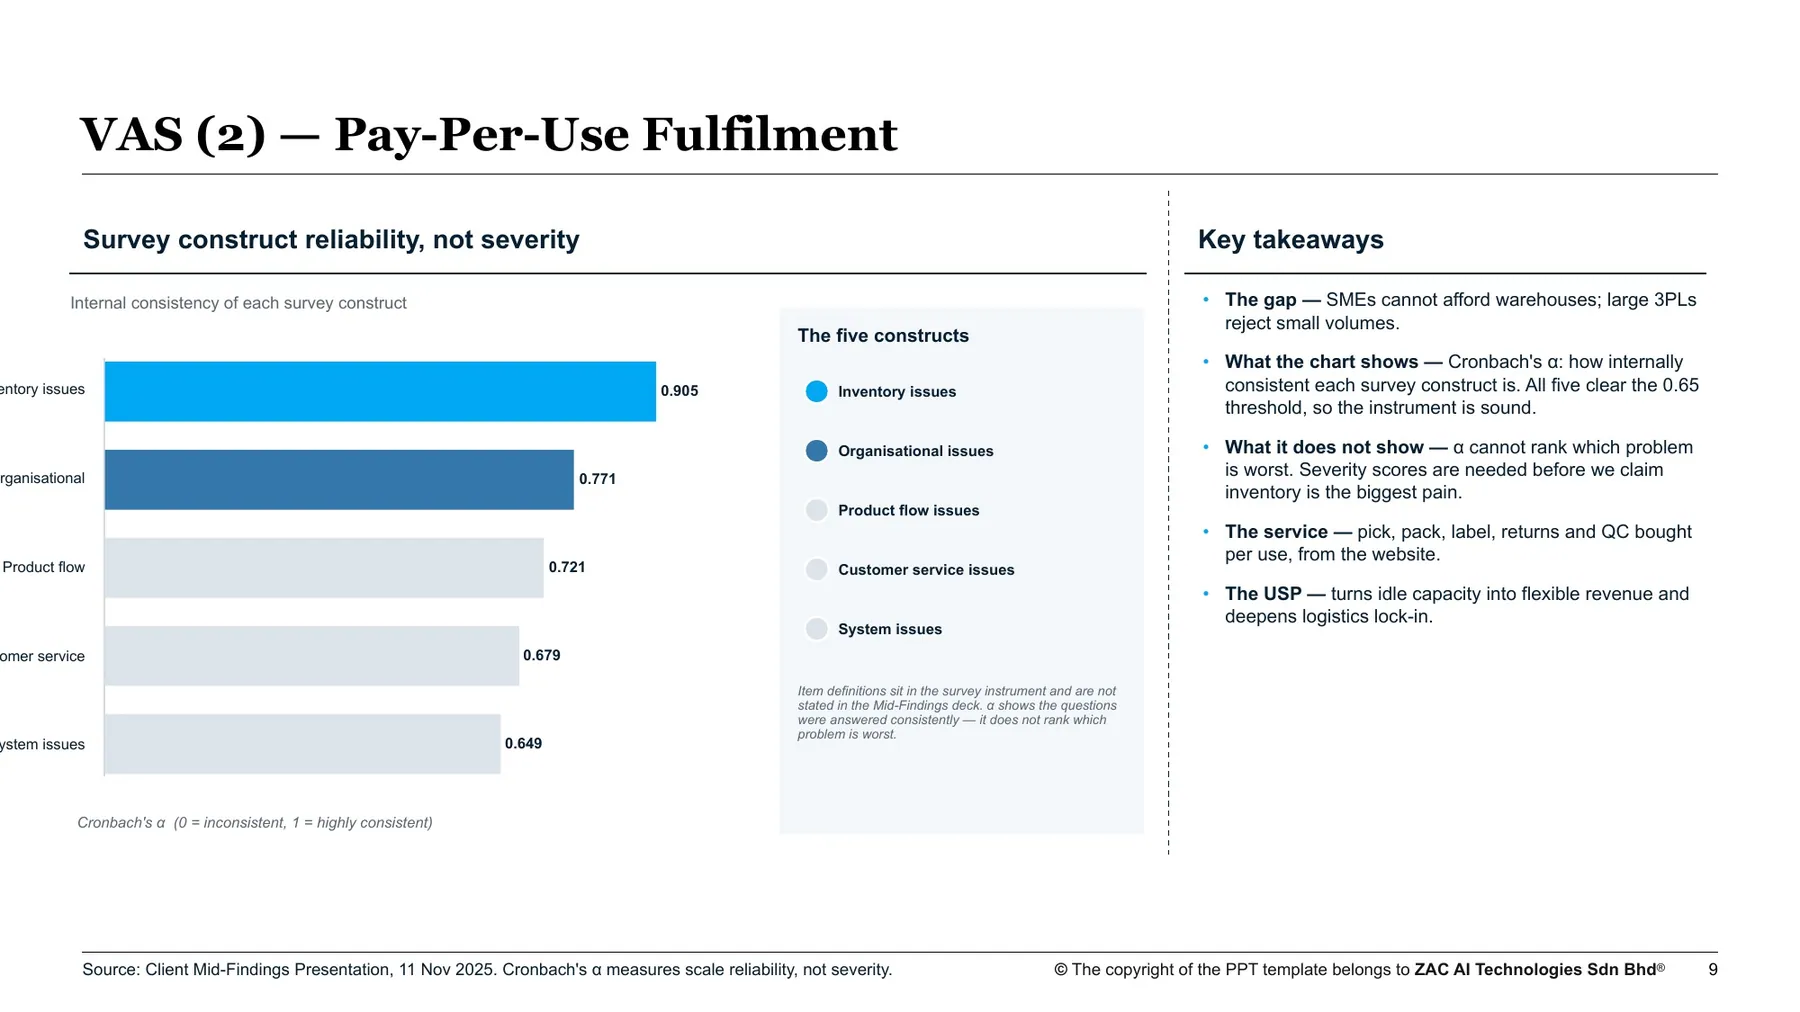 VAS (2) — Pay-Per-Use Fulfilment
Survey construct reliability, not severity
Internal consistency of each survey construct
entory issues
0.905
rganisational
0.771
Product flow
0.721
omer service
0.679
ystem issues
0.649
Cronbach's α (0 = inconsistent, 1 = highly consistent)
The five constructs
Inventory issues
Organisational issues
Product flow issues
Customer service issues
System issues
Item definitions sit in the survey instrument and are not
stated in the Mid-Findings deck. α shows the questions
were answered consistently — it does not rank which
problem is worst.
Key takeaways
• The gap — SMEs cannot afford warehouses; large 3PLs
reject small volumes.
• What the chart shows — Cronbach's α: how internally
consistent each survey construct is. All five clear the 0.65
threshold, so the instrument is sound.
• What it does not show — α cannot rank which problem
is worst. Severity scores are needed before we claim
inventory is the biggest pain.
• The service — pick, pack, label, returns and QC bought
per use, from the website.
• The USP — turns idle capacity into flexible revenue and
deepens logistics lock-in.
Source: Client Mid-Findings Presentation, 11 Nov 2025. Cronbach's α measures scale reliability, not severity.
© The copyright of the PPT template belongs to ZAC AI Technologies Sdn Bhd®
9